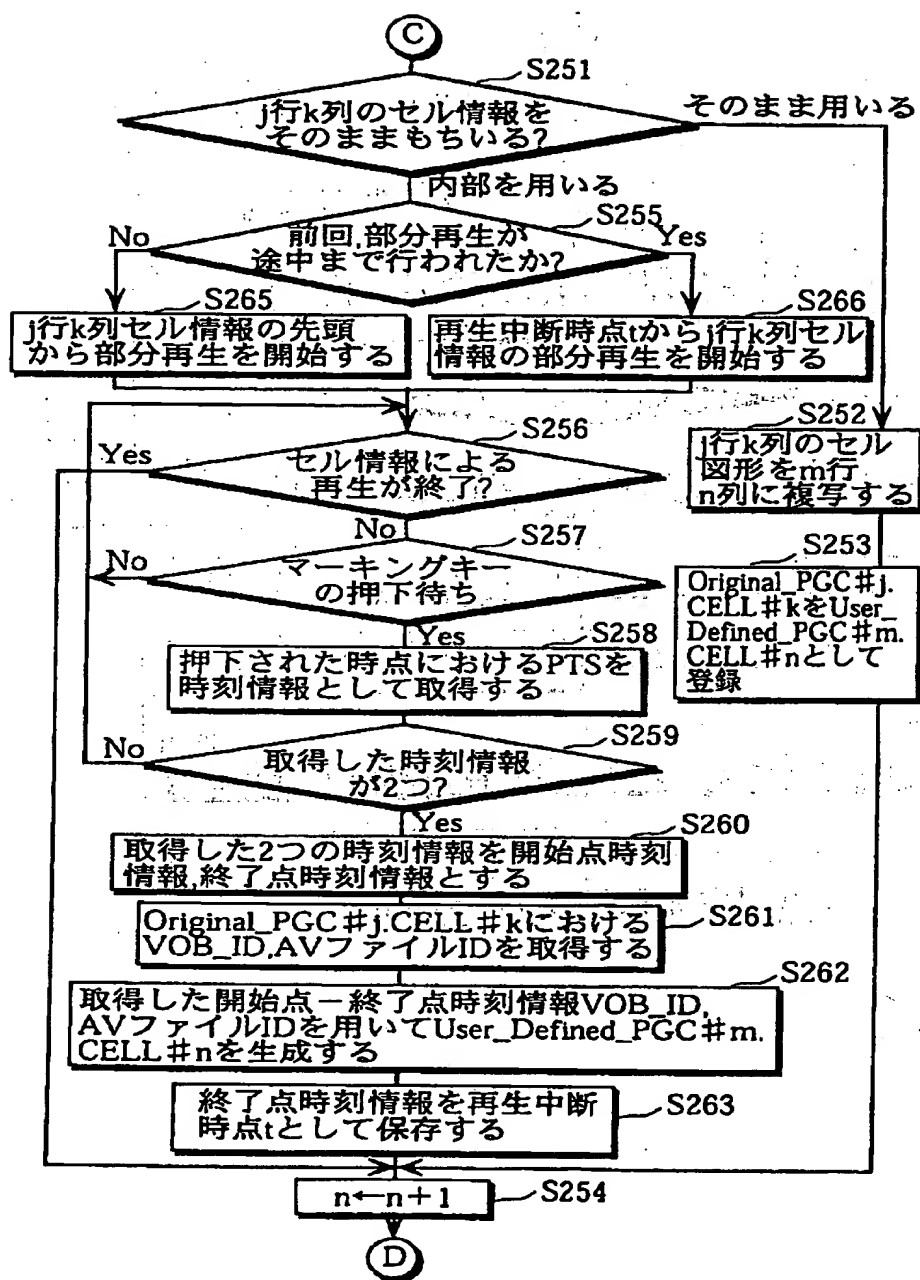 C
S251
j行k列のセル情報を
そのままもちいる?
そのまま用いる
内部を用いる
S255
No
前回,部分再生が
途中まで行われたか?
Yes
S265
j行k列セル情報の先頭
から部分再生を開始する
S266
再生中断時点tからj行k列セル
情報の部分再生を開始する
S256
Yes
セル情報による
再生が終了?
No
S252
j行k列のセル
図形をm行
n列に複写する
S257
No
マーキングキー
の押下待ち
Yes
S253
Original_PGC#j.
CELL#kをUser_
Defined_PGC#m.
CELL#nとして
登録
S258
押下された時点におけるPTSを
時刻情報として取得する
S259
No
取得した時刻情報
が2つ?
Yes
S260
取得した2つの時刻情報を開始点時刻
情報,終了点時刻情報とする
S261
Original_PGC#j.CELL#kにおける
VOB_ID,AVファイルIDを取得する
S262
取得した開始点－終了点時刻情報VOB_ID,
AVファイルIDを用いてUser_Defined_PGC#m.
CELL#nを生成する
S263
終了点時刻情報を再生中断
時点tとして保存する
n←n+1
S254
D